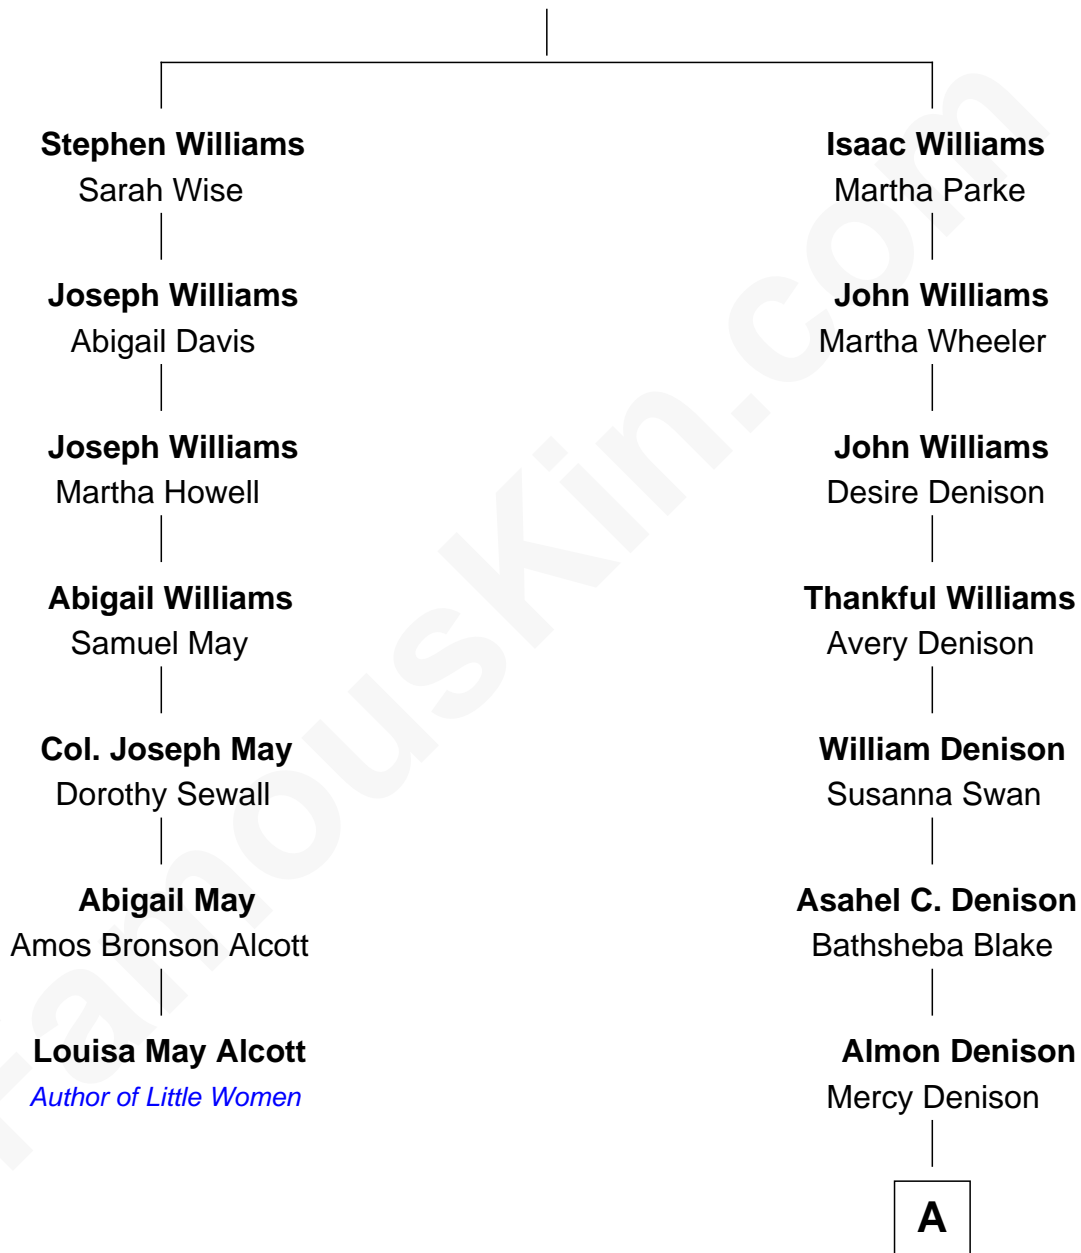 Stephen Williams
Sarah Wise
Joseph Williams
Abigail Davis
Joseph Williams
Martha Howell
Abigail Williams
Samuel May
Col. Joseph May
Dorothy Sewall
Abigail May
Amos Bronson Alcott
Louisa May Alcott
Author of Little Women
Isaac Williams
Martha Parke
John Williams
Martha Wheeler
John Williams
Desire Denison
Thankful Williams
Avery Denison
William Denison
Susanna Swan
Asahel C. Denison
Bathsheba Blake
Almon Denison
Mercy Denison
A
FamousKin.com